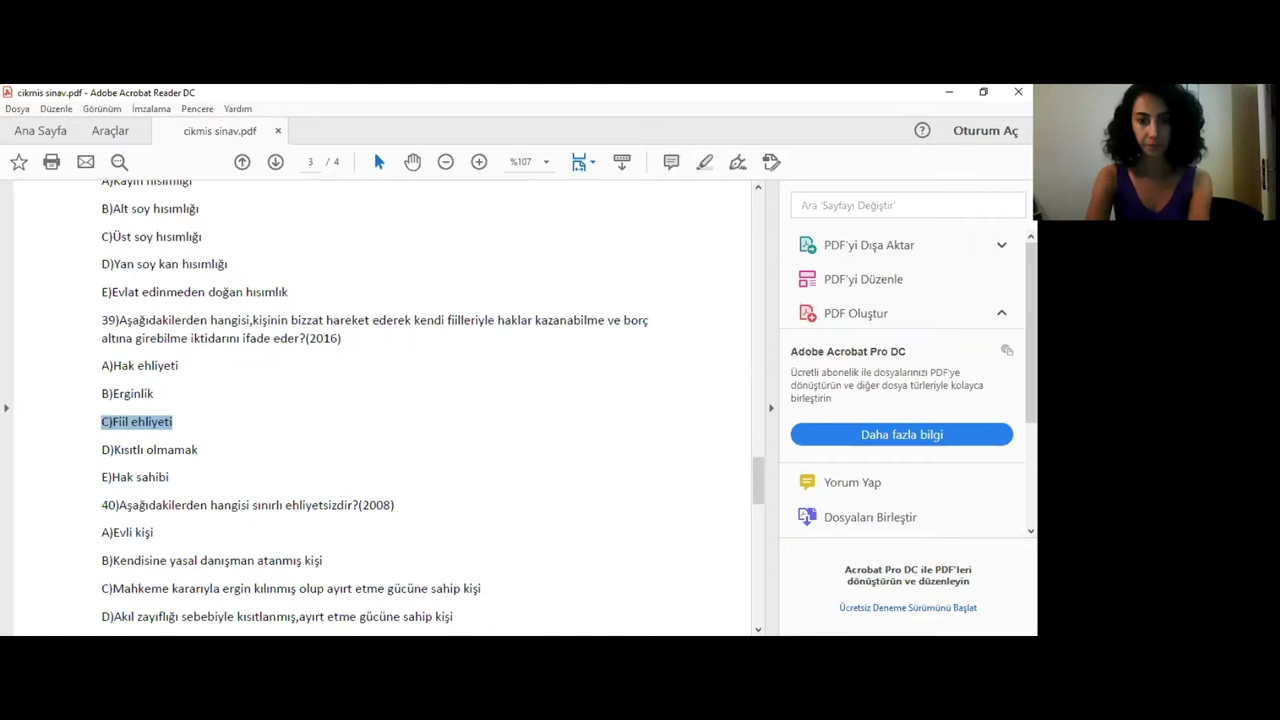 cikmis sinav.pdf - Adobe Acrobat Reader DC
Dosya Düzenle Görünüm İmzalama Pencere Yardım
Ana Sayfa Araçlar cikmis sinav.pdf × Oturum Aç
3 / 4 %107
A)Kayın hısımlığı
B)Alt soy hısımlığı
C)Üst soy hısımlığı
D)Yan soy kan hısımlığı
E)Evlat edinmeden doğan hısımlık
39)Aşağıdakilerden hangisi,kişinin bizzat hareket ederek kendi fiilleriyle haklar kazanabilme ve borç
altına girebilme iktidarını ifade eder?(2016)
A)Hak ehliyeti
B)Erginlik
C)Fiil ehliyeti
D)Kısıtlı olmamak
E)Hak sahibi
40)Aşağıdakilerden hangisi sınırlı ehliyetsizdir?(2008)
A)Evli kişi
B)Kendisine yasal danışman atanmış kişi
C)Mahkeme kararıyla ergin kılınmış olup ayırt etme gücüne sahip kişi
D)Akıl zayıflığı sebebiyle kısıtlanmış,ayırt etme gücüne sahip kişi
Ara 'Sayfayı Değiştir'
PDF'yi Dışa Aktar
PDF'yi Düzenle
PDF Oluştur
Adobe Acrobat Pro DC
Ücretli abonelik ile dosyalarınızı PDF'ye
dönüştürün ve diğer dosya türleriyle kolayca
birleştirin
Daha fazla bilgi
Yorum Yap
Dosyaları Birleştir
Acrobat Pro DC ile PDF'leri
dönüştürün ve düzenleyin
Ücretsiz Deneme Sürümünü Başlat